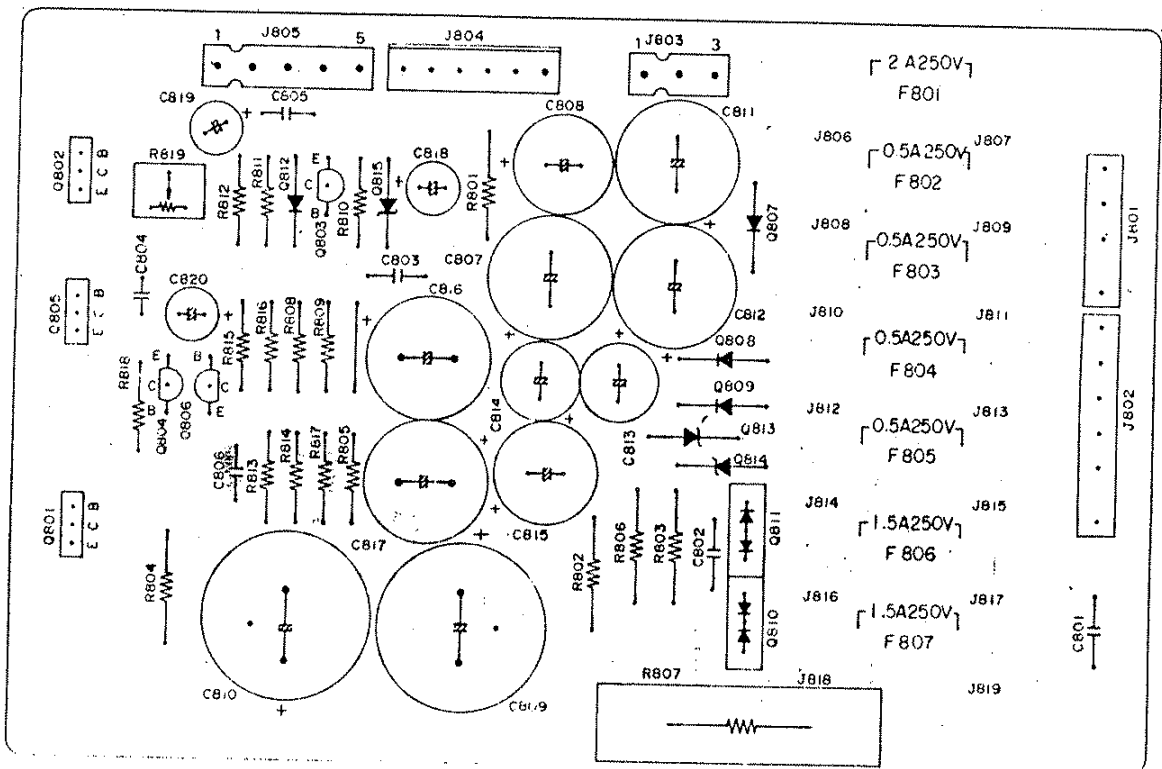 1 J805 5
J804
1 J803 3
2 A250V
F801
C819
C805
C808
C811
J806
J807
0.5A250V
F802
Q802
E C B
R819
R812
R811
Q812
E
C
B
Q803
R810
Q815
C818
R801
Q807
J801
J808
J809
0.5A250V
F803
C804
C803
C807
C820
C816
C812
J810
J811
0.5A250V
F804
C805
E C B
R815
R816
R808
R809
Q808
R818
E
C
B
Q804
B
C
E
Q806
C814
C813
Q809
Q813
Q814
J812
J813
0.5A250V
F805
J802
C806
R813
R814
R817
R805
Q801
E C B
C817
C815
R802
R806
R803
C802
Q811
J814
J815
1.5A250V
F806
R804
Q810
J816
J817
1.5A250V
F807
C801
C810
C809
R807
J818
J819